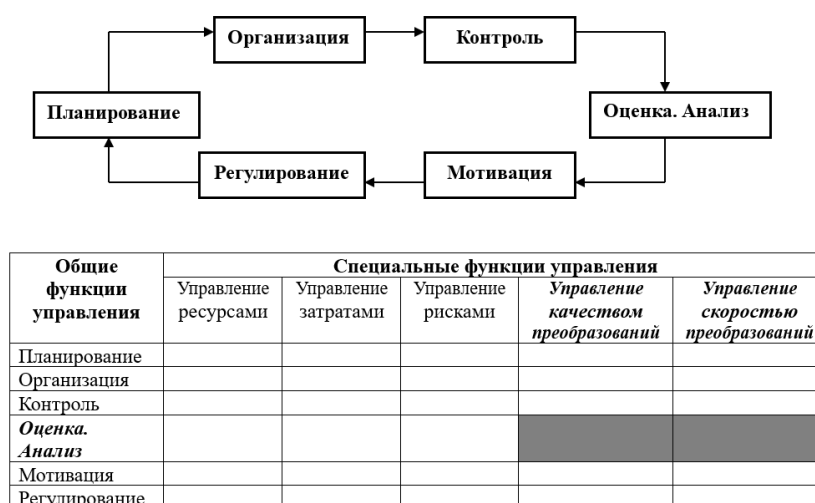 Организация
Контроль
Планирование
Оценка. Анализ
Регулирование
Мотивация
Общие
функции
управления
Специальные функции управления
Управление
ресурсами
Управление
затратами
Управление
рисками
Управление
качеством
преобразований
Управление
скоростью
преобразований
Планирование
Организация
Контроль
Оценка.
Анализ
Мотивация
Регулирование